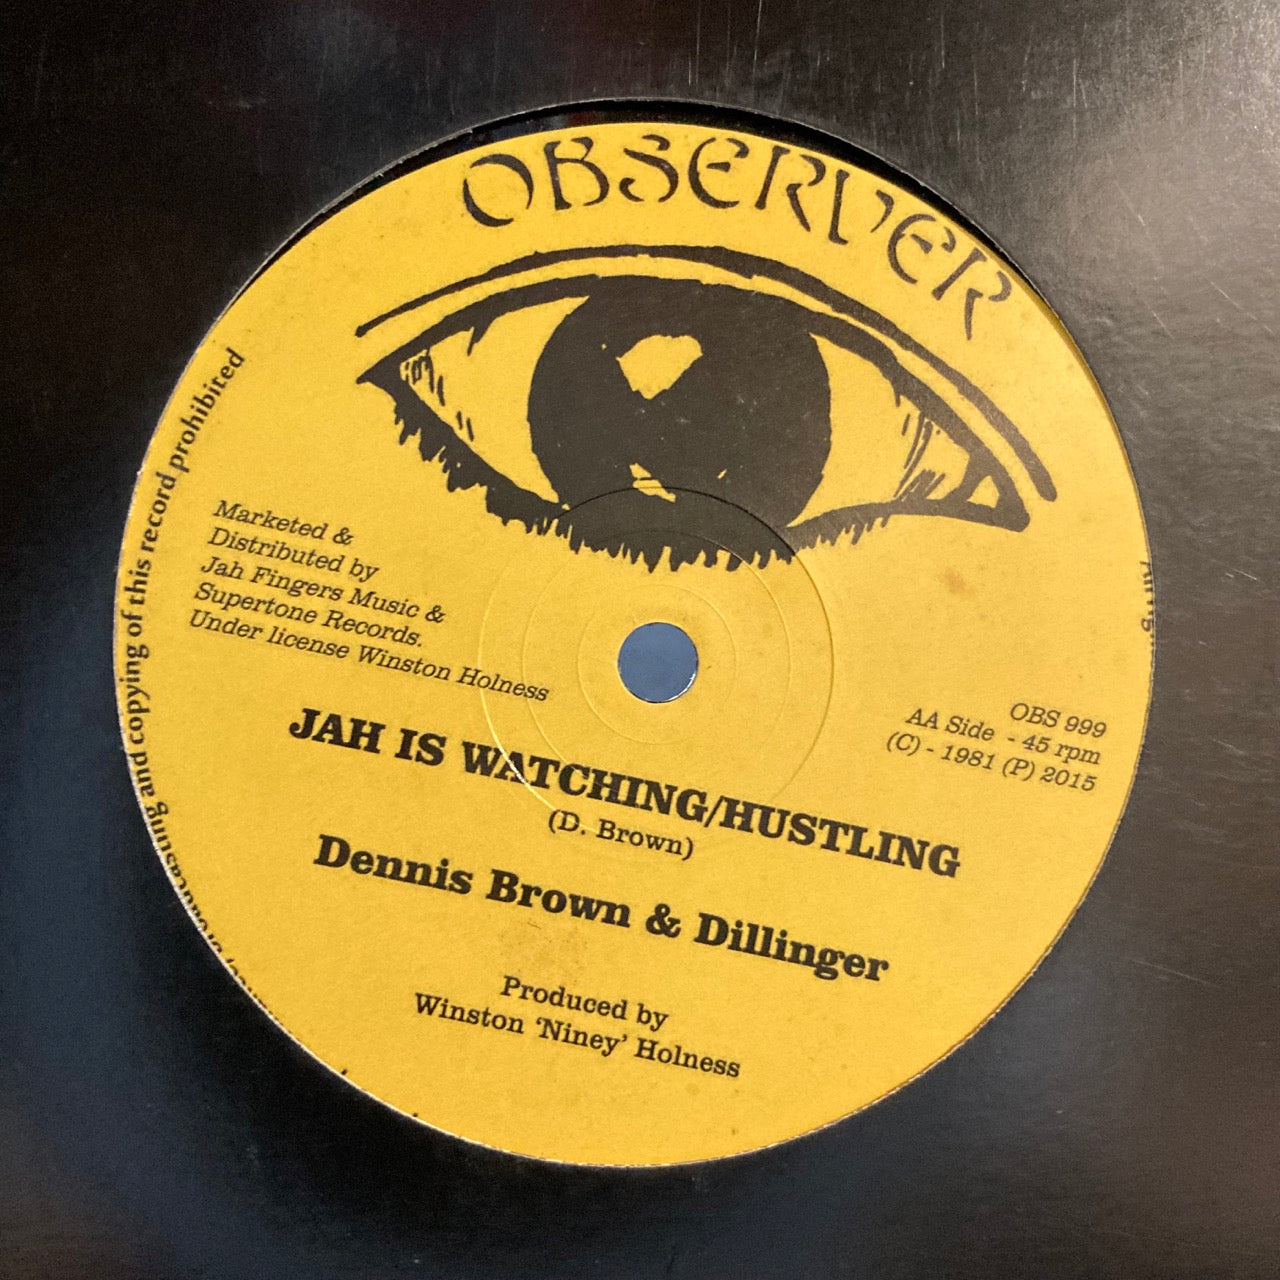 OBSERVER
Marketed &
Distributed by
Jah Fingers Music &
Supertone Records.
Under license Winston Holness
OBS 999
AA Side - 45 rpm
(C) - 1981 (P) 2015
JAH IS WATCHING/HUSTLING
(D. Brown)
Dennis Brown & Dillinger
Produced by
Winston ‘Niney’ Holness
and copying of this record prohibited